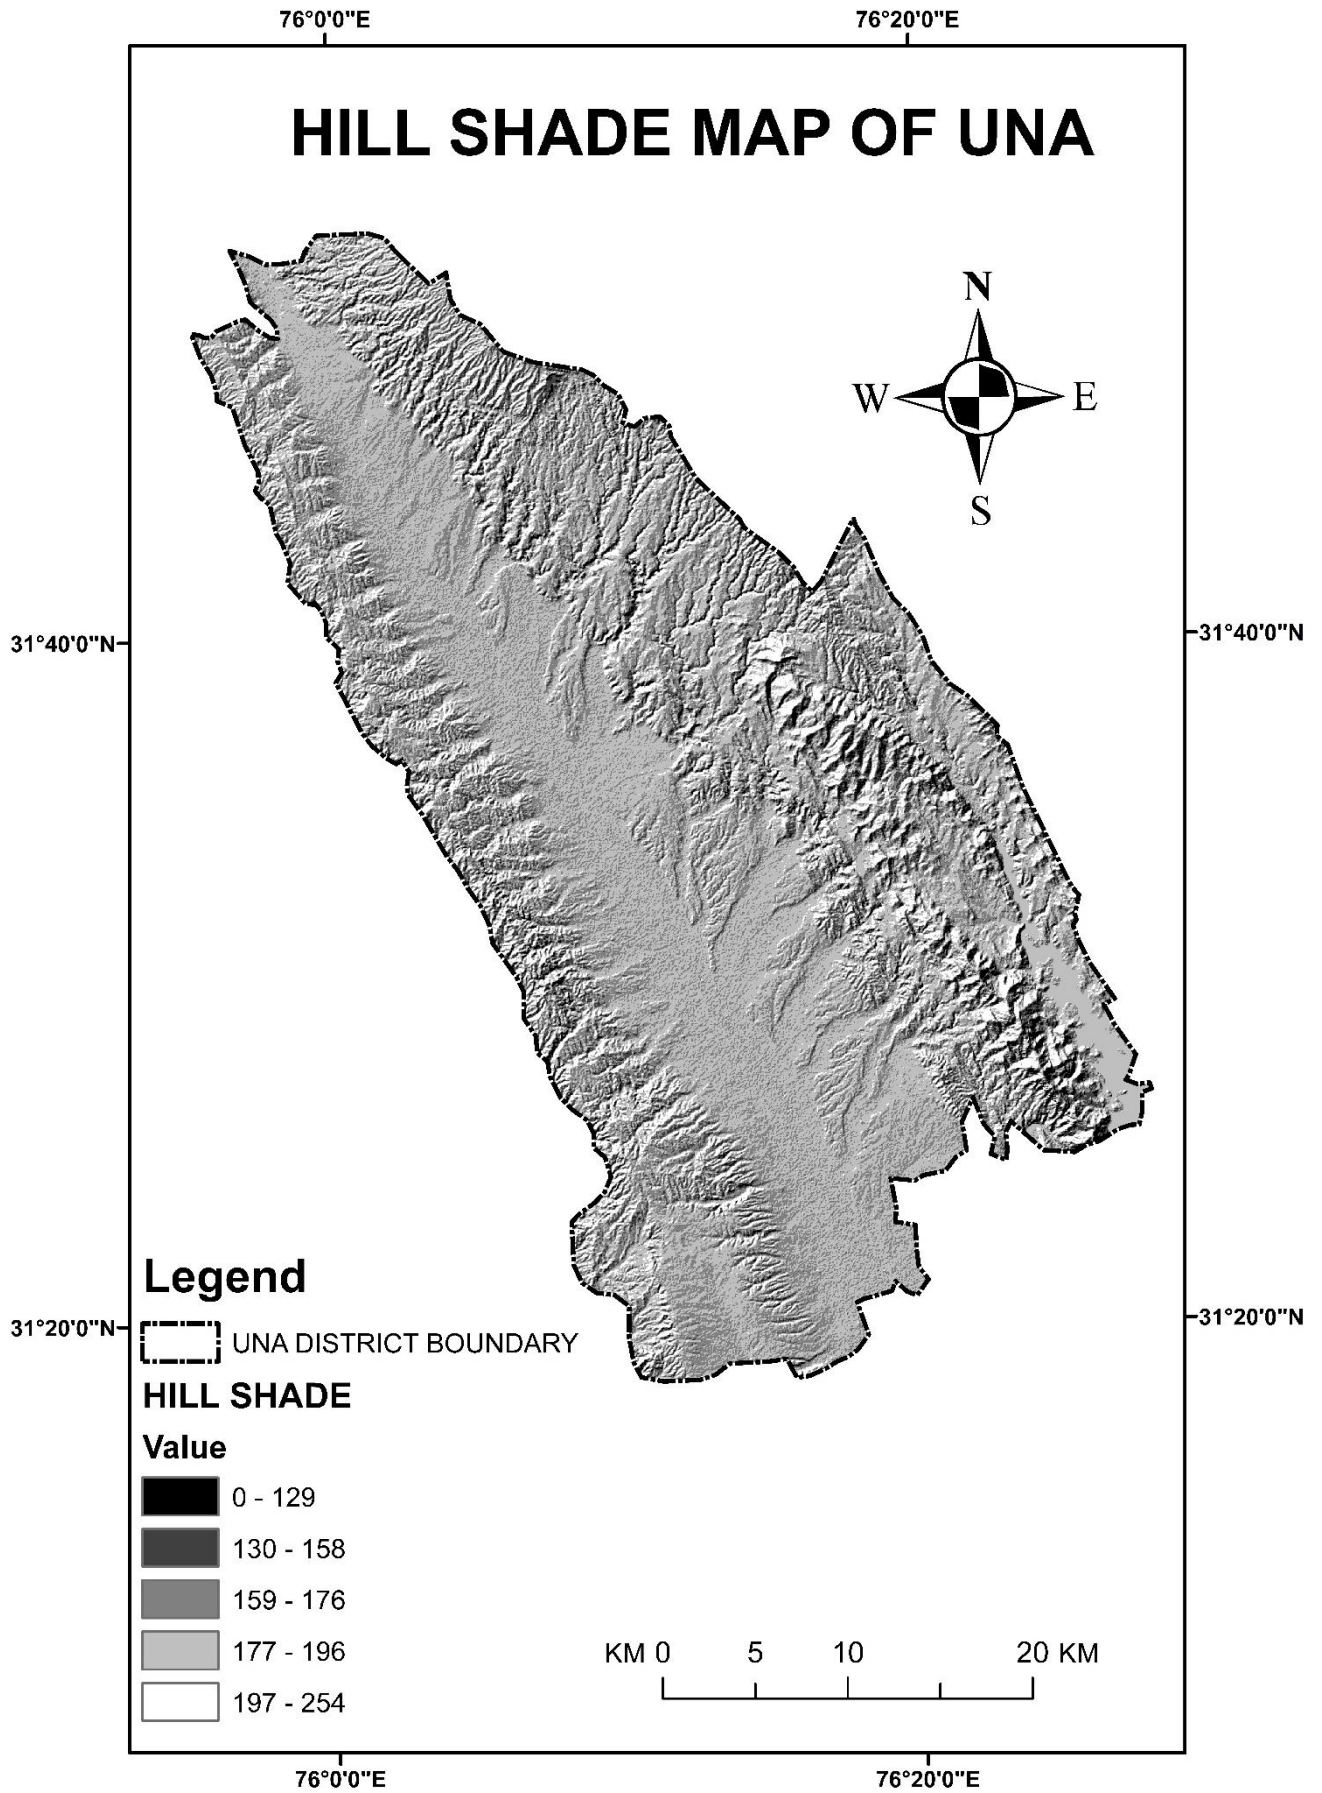 76°0'0"E 76°20'0"E
HILL SHADE MAP OF UNA
N
W E
S
31°40'0"N 31°40'0"N
Legend
31°20'0"N 31°20'0"N
UNA DISTRICT BOUNDARY
HILL SHADE
Value
0 - 129
130 - 158
159 - 176
177 - 196
197 - 254
KM 0 5 10 20 KM
76°0'0"E 76°20'0"E